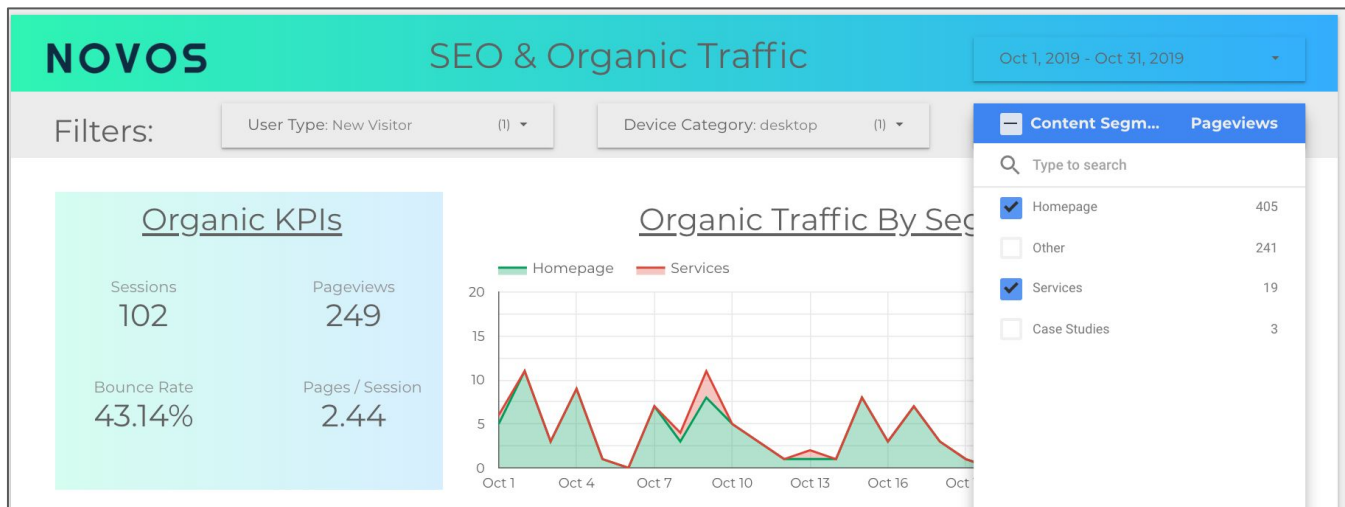 NOVOS
SEO & Organic Traffic
Oct 1, 2019 - Oct 31, 2019
Filters:
User Type: New Visitor (1)
Device Category: desktop (1)
Content Segm... Pageviews
Type to search
Homepage 405
Other 241
Services 19
Case Studies 3
Organic KPIs
Sessions
102
Pageviews
249
Bounce Rate
43.14%
Pages / Session
2.44
Organic Traffic By
Homepage Services
20
15
10
5
0
Oct 1 Oct 4 Oct 7 Oct 10 Oct 13 Oct 16 Oct